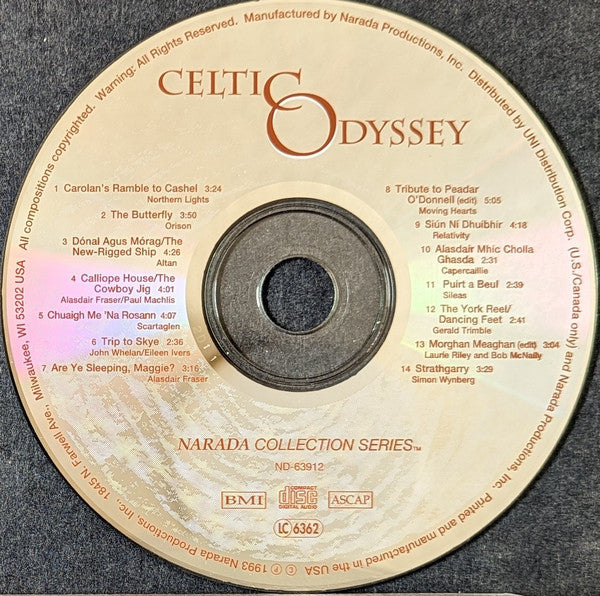 All compositions copyrighted. Warning: All Rights Reserved. Manufactured by Narada Productions, Inc. Distributed by UNI Distribution Corp. (U.S./Canada only) and Narada Productions, Inc. Printed and manufactured in the USA
CELTIC
ODYSSEY
1 Carolan's Ramble to Cashel 3:24
Northern Lights
2 The Butterfly 3:50
Orison
3 Dónal Agus Mórag/The
New-Rigged Ship 4:26
Altan
4 Calliope House/The
Cowboy Jig 4:01
Alasdair Fraser/Paul Machlis
5 Chuaigh Me 'Na Rosann 4:07
Scartaglen
6 Trip to Skye 2:36
John Whelan/Eileen Ivers
7 Are Ye Sleeping, Maggie? 3:16
Alasdair Fraser
8 Tribute to Peadar
O'Donnell (edit) 5:05
Moving Hearts
9 Siún Ní Dhuibhir 4:18
Relativity
10 Alasdair Mhic Cholla
Ghasda 2:31
Capercaillie
11 Puirt a Beul 3:59
Sileas
12 The York Reel/
Dancing Feet 2:41
Gerald Trimble
13 Morghan Meaghan (edit) 3:04
Laurie Riley and Bob McNally
14 Strathgarry 3:29
Simon Wynberg
NARADA COLLECTION SERIES™
ND-63912
BMI
COMPACT
disc
DIGITAL AUDIO
ASCAP
LC 6362
© ℗ 1993 Narada Productions, Inc., 1845 N. Farwell Ave., Milwaukee, WI 53202 USA